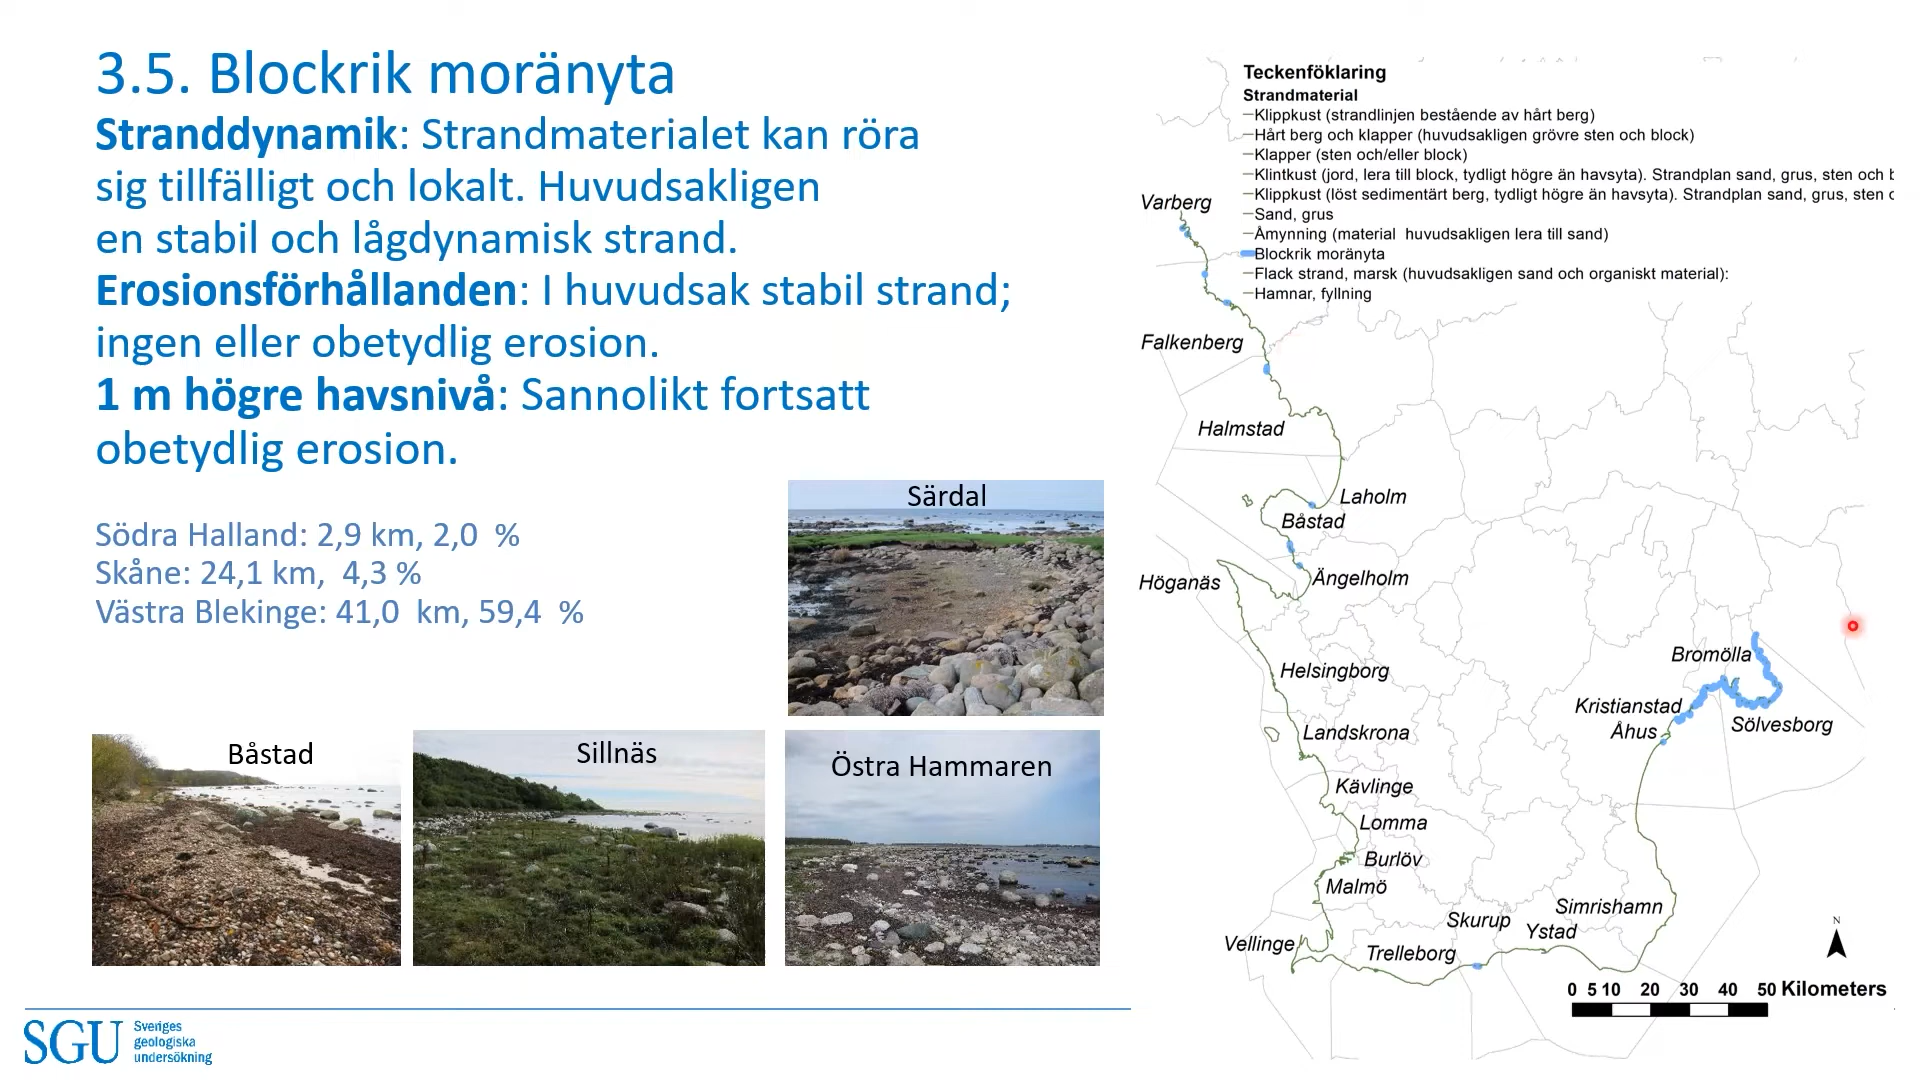 3.5. Blockrik moränyta
Stranddynamik: Strandmaterialet kan röra
sig tillfälligt och lokalt. Huvudsakligen
en stabil och lågdynamisk strand.
Erosionsförhållanden: I huvudsak stabil strand;
ingen eller obetydlig erosion.
1 m högre havsnivå: Sannolikt fortsatt
obetydlig erosion.
Södra Halland: 2,9 km, 2,0 %
Skåne: 24,1 km, 4,3 %
Västra Blekinge: 41,0 km, 59,4 %
Särdal
Båstad
Sillnäs
Östra Hammaren
SGU
Sveriges
geologiska
undersökning
Teckenföklaring
Strandmaterial
Klippkust (strandlinjen bestående av hårt berg)
Hårt berg och klapper (huvudsakligen grövre sten och block)
Klapper (sten och/eller block)
Klintkust (jord, lera till block, tydligt högre än havsyta). Strandplan sand, grus, sten och
Klippkust (löst sedimentärt berg, tydligt högre än havsyta). Strandplan sand, grus, sten
Sand, grus
Åmynning (material huvudsakligen lera till sand)
Blockrik moränyta
Flack strand, marsk (huvudsakligen sand och organiskt material):
Hamnar, fyllning
Varberg
Falkenberg
Halmstad
Laholm
Båstad
Ängelholm
Höganäs
Bromölla
Helsingborg
Kristianstad
Sölvesborg
Åhus
Landskrona
Kävlinge
Lomma
Burlöv
Malmö
Simrishamn
Skurup
Ystad
Vellinge
Trelleborg
N
0 5 10 20 30 40 50 Kilometers